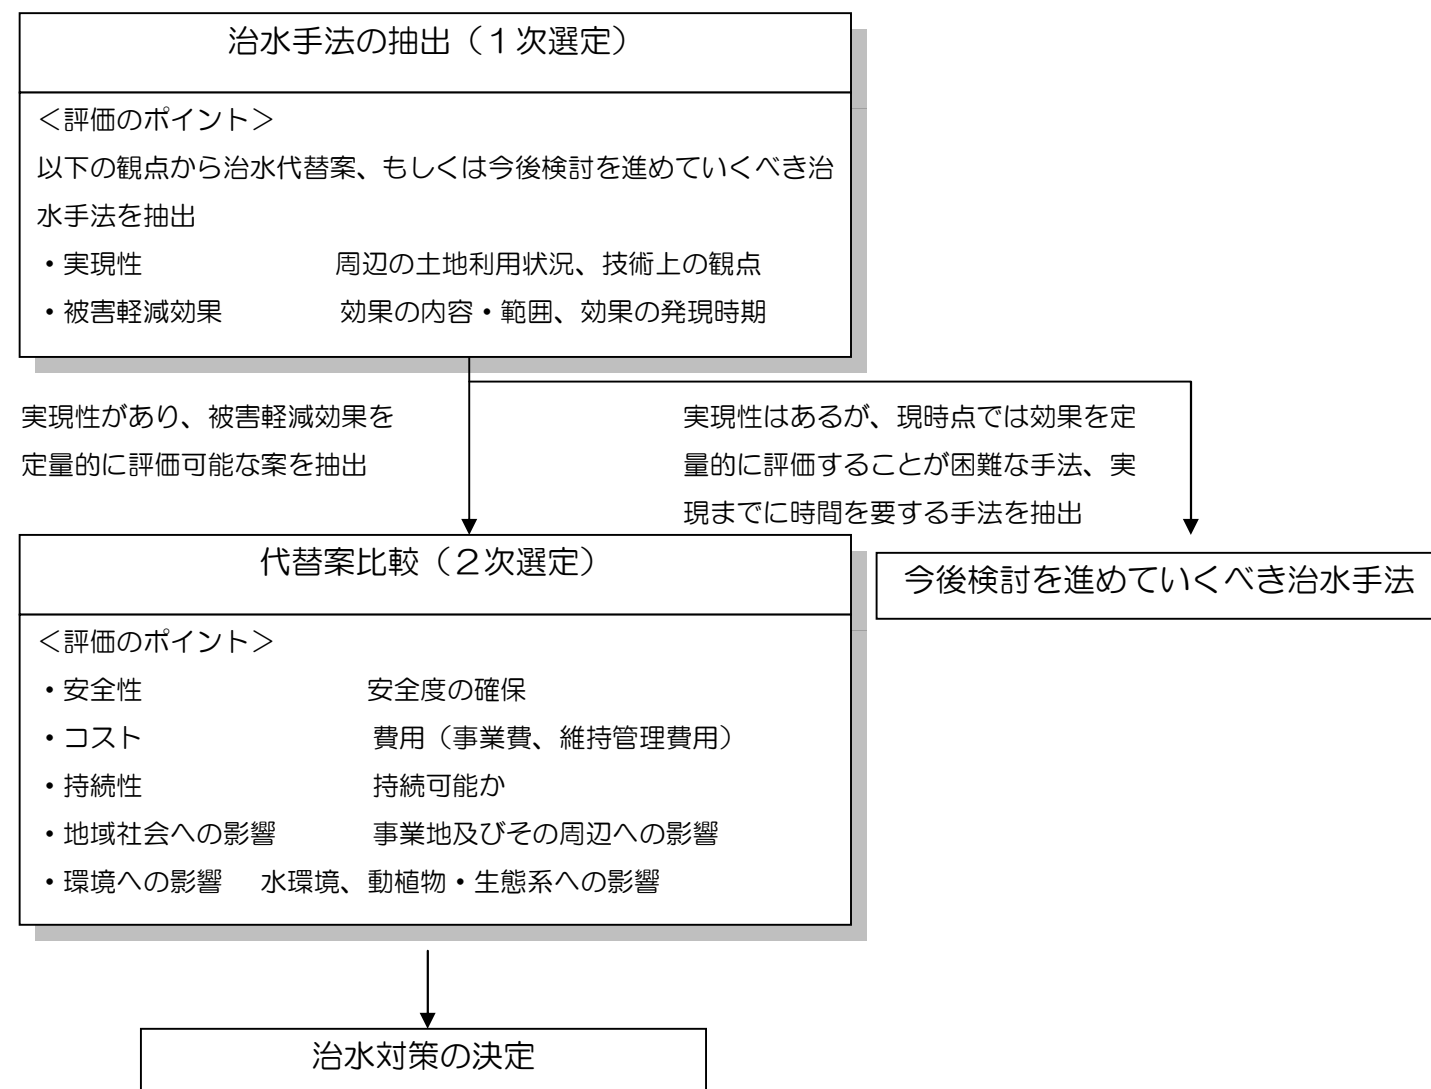 治水手法の抽出（１次選定）
＜評価のポイント＞
以下の観点から治水代替案、もしくは今後検討を進めていくべき治
水手法を抽出
・実現性 周辺の土地利用状況、技術上の観点
・被害軽減効果 効果の内容・範囲、効果の発現時期
実現性があり、被害軽減効果を
定量的に評価可能な案を抽出
実現性はあるが、現時点では効果を定
量的に評価することが困難な手法、実
現までに時間を要する手法を抽出
代替案比較（２次選定）
＜評価のポイント＞
・安全性 安全度の確保
・コスト 費用（事業費、維持管理費用）
・持続性 持続可能か
・地域社会への影響 事業地及びその周辺への影響
・環境への影響 水環境、動植物・生態系への影響
今後検討を進めていくべき治水手法
治水対策の決定